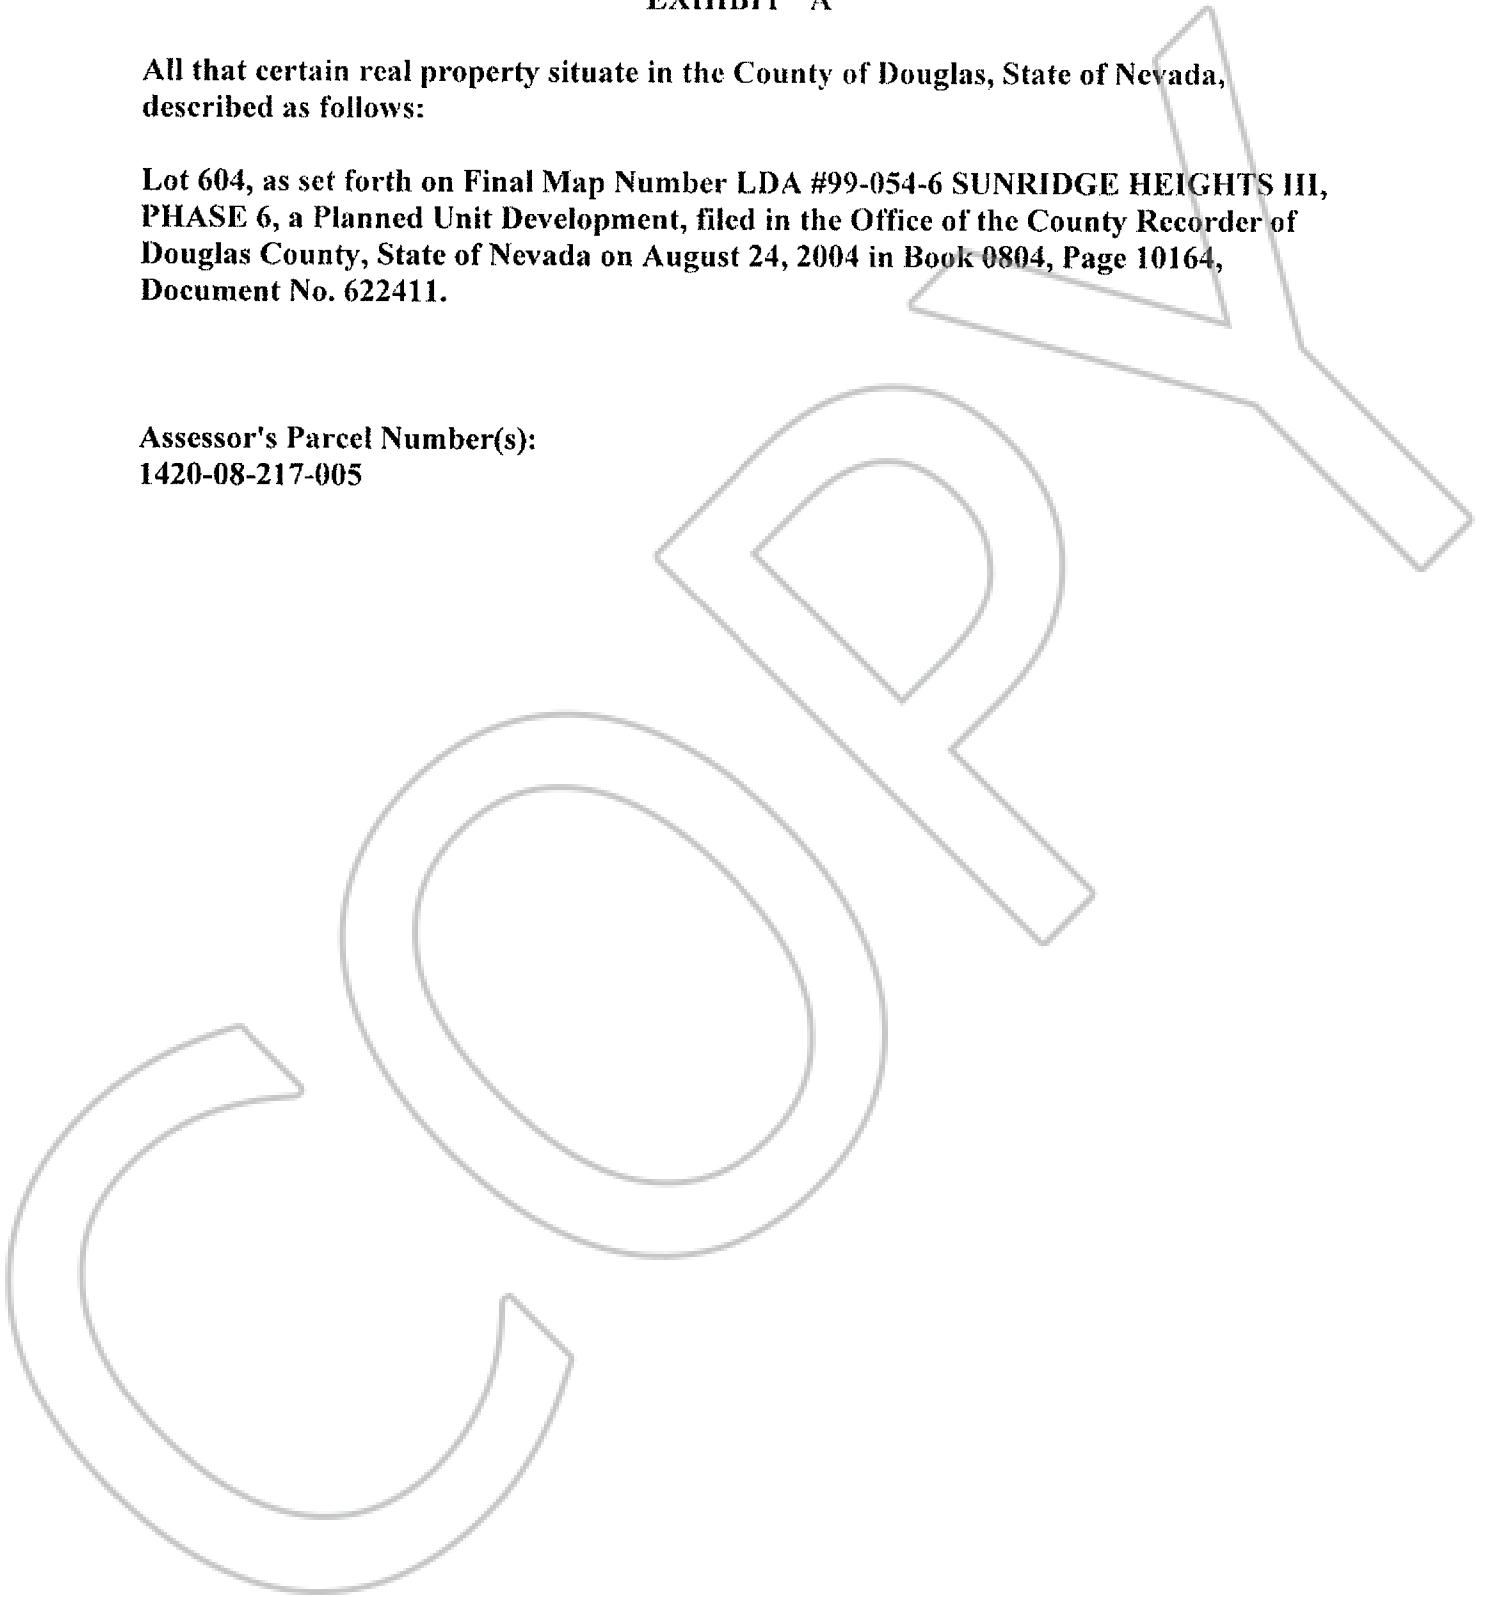 EXHIBIT "A"
All that certain real property situate in the County of Douglas, State of Nevada,
described as follows:
Lot 604, as set forth on Final Map Number LDA #99-054-6 SUNRIDGE HEIGHTS III,
PHASE 6, a Planned Unit Development, filed in the Office of the County Recorder of
Douglas County, State of Nevada on August 24, 2004 in Book 0804, Page 10164,
Document No. 622411.
Assessor's Parcel Number(s):
1420-08-217-005
COPY